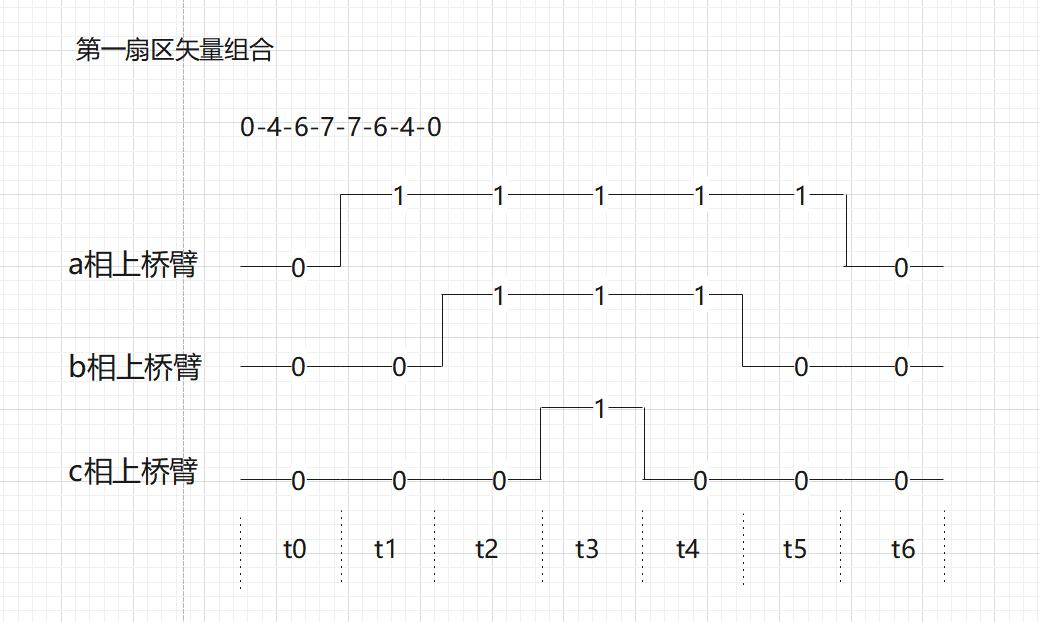 第一扇区矢量组合
0-4-6-7-7-6-4-0
1 1 1 1 1
a相上桥臂 0 0
1 1 1
b相上桥臂 0 0 0 0
1
c相上桥臂 0 0 0 0 0 0
t0 t1 t2 t3 t4 t5 t6